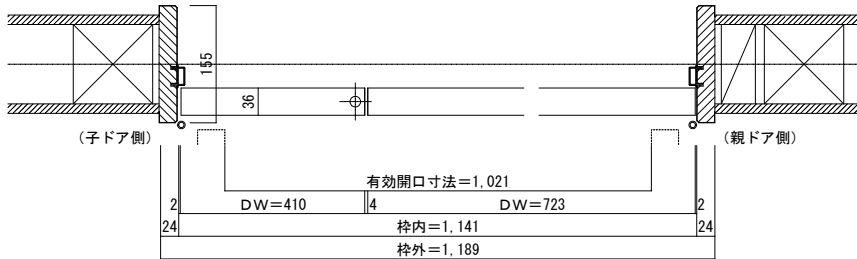 155
36
(子ドア側)
(親ドア側)
有効開口寸法=1,021
2 DW=410 4 DW=723 2
24 枠内=1,141 24
枠外=1,189